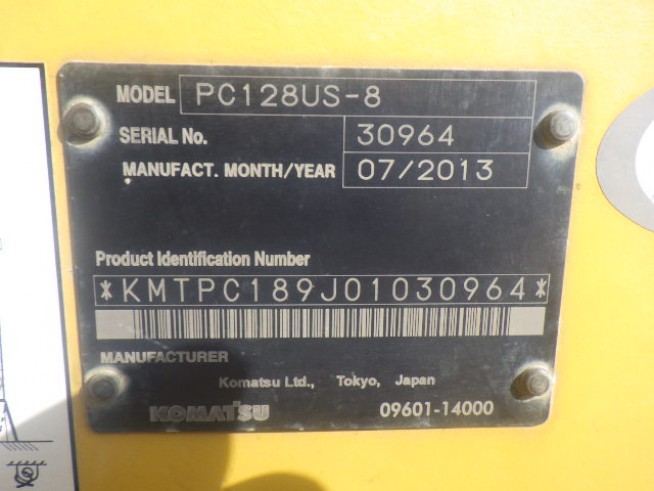 MODEL PC128US-8
SERIAL No. 30964
MANUFACT. MONTH/YEAR 07/2013
Product Identification Number
*KMTPC189J01030964*
MANUFACTURER
Komatsu Ltd., Tokyo, Japan
KOMATSU 09601-14000